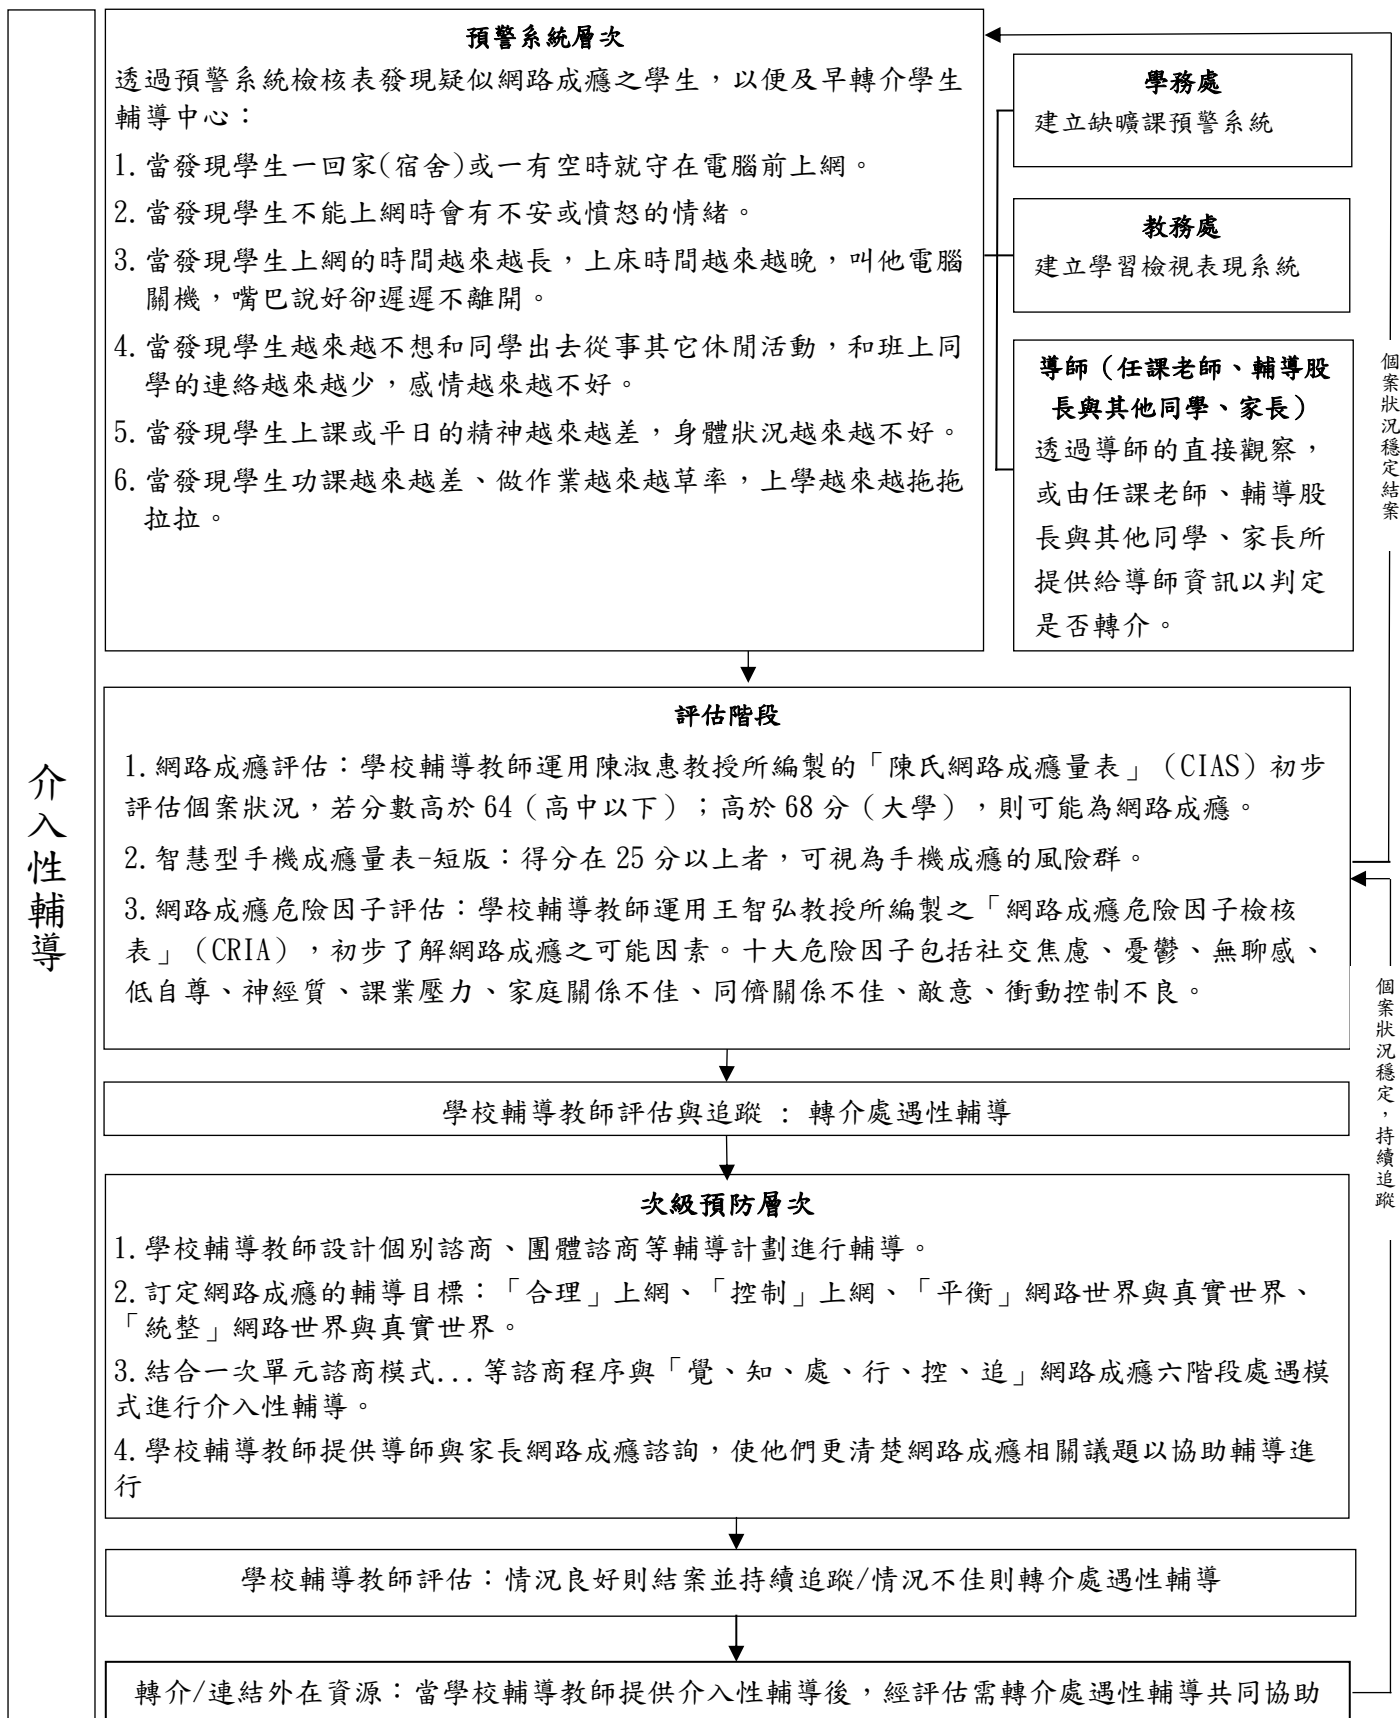 介入性輔導
預警系統層次
透過預警系統檢核表發現疑似網路成癮之學生，以便及早轉介學生
輔導中心：
1.當發現學生一回家(宿舍)或一有空時就守在電腦前上網。
2.當發現學生不能上網時會有不安或憤怒的情緒。
3.當發現學生上網的時間越來越長，上床時間越來越晚，叫他電腦
關機，嘴巴說好卻遲遲不離開。
4.當發現學生越來越不想和同學出去從事其它休閒活動，和班上同
學的連絡越來越少，感情越來越不好。
5.當發現學生上課或平日的精神越來越差，身體狀況越來越不好。
6.當發現學生功課越來越差、做作業越來越草率，上學越來越拖拖
拉拉。
學務處
建立缺曠課預警系統
教務處
建立學習檢視表現系統
導師（任課老師、輔導股
長與其他同學、家長）
透過導師的直接觀察，
或由任課老師、輔導股
長與其他同學、家長所
提供給導師資訊以判定
是否轉介。
個案狀況穩定結案
評估階段
1.網路成癮評估：學校輔導教師運用陳淑惠教授所編製的「陳氏網路成癮量表」（CIAS）初步
評估個案狀況，若分數高於 64（高中以下）；高於 68 分（大學），則可能為網路成癮。
2.智慧型手機成癮量表-短版：得分在 25 分以上者，可視為手機成癮的風險群。
3.網路成癮危險因子評估：學校輔導教師運用王智弘教授所編製之「網路成癮危險因子檢核
表」（CRIA），初步了解網路成癮之可能因素。十大危險因子包括社交焦慮、憂鬱、無聊感、
低自尊、神經質、課業壓力、家庭關係不佳、同儕關係不佳、敵意、衝動控制不良。
個案狀況穩定，持續追蹤
學校輔導教師評估與追蹤 : 轉介處遇性輔導
次級預防層次
1.學校輔導教師設計個別諮商、團體諮商等輔導計劃進行輔導。
2.訂定網路成癮的輔導目標：「合理」上網、「控制」上網、「平衡」網路世界與真實世界、
「統整」網路世界與真實世界。
3.結合一次單元諮商模式...等諮商程序與「覺、知、處、行、控、追」網路成癮六階段處遇模
式進行介入性輔導。
4.學校輔導教師提供導師與家長網路成癮諮詢，使他們更清楚網路成癮相關議題以協助輔導進
行
學校輔導教師評估：情況良好則結案並持續追蹤/情況不佳則轉介處遇性輔導
轉介/連結外在資源：當學校輔導教師提供介入性輔導後，經評估需轉介處遇性輔導共同協助